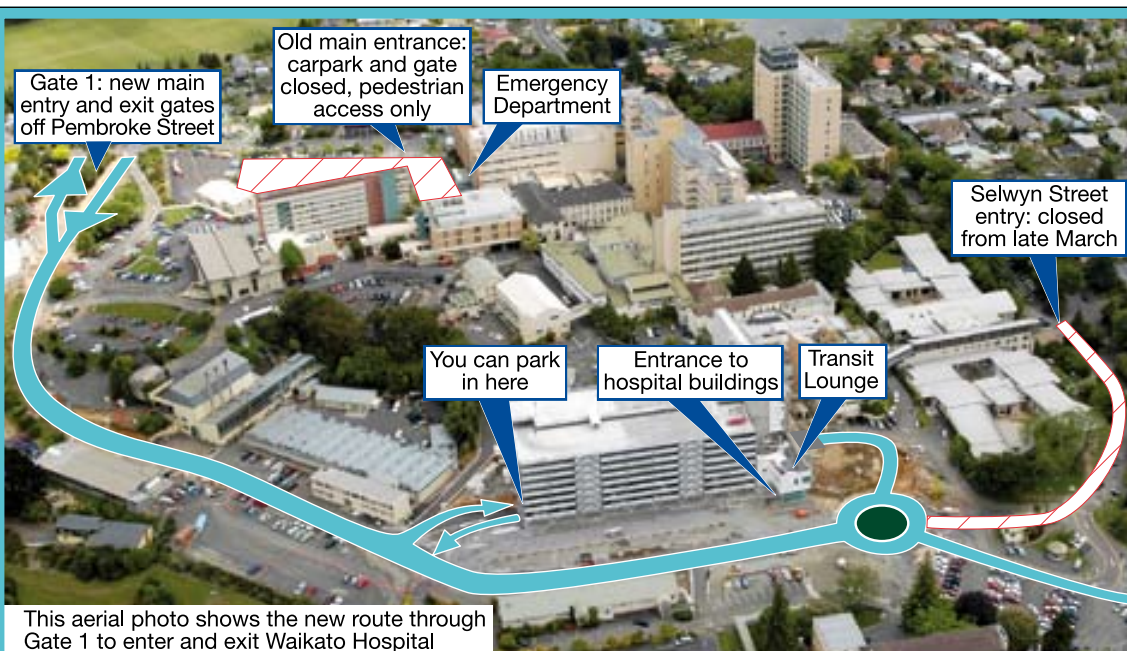 Old main entrance:
carpark and gate
closed, pedestrian
access only
Gate 1: new main
entry and exit gates
off Pembroke Street
Emergency
Department
Selwyn Street
entry: closed
from late March
You can park
in here
Entrance to
hospital buildings
Transit
Lounge
This aerial photo shows the new route through
Gate 1 to enter and exit Waikato Hospital